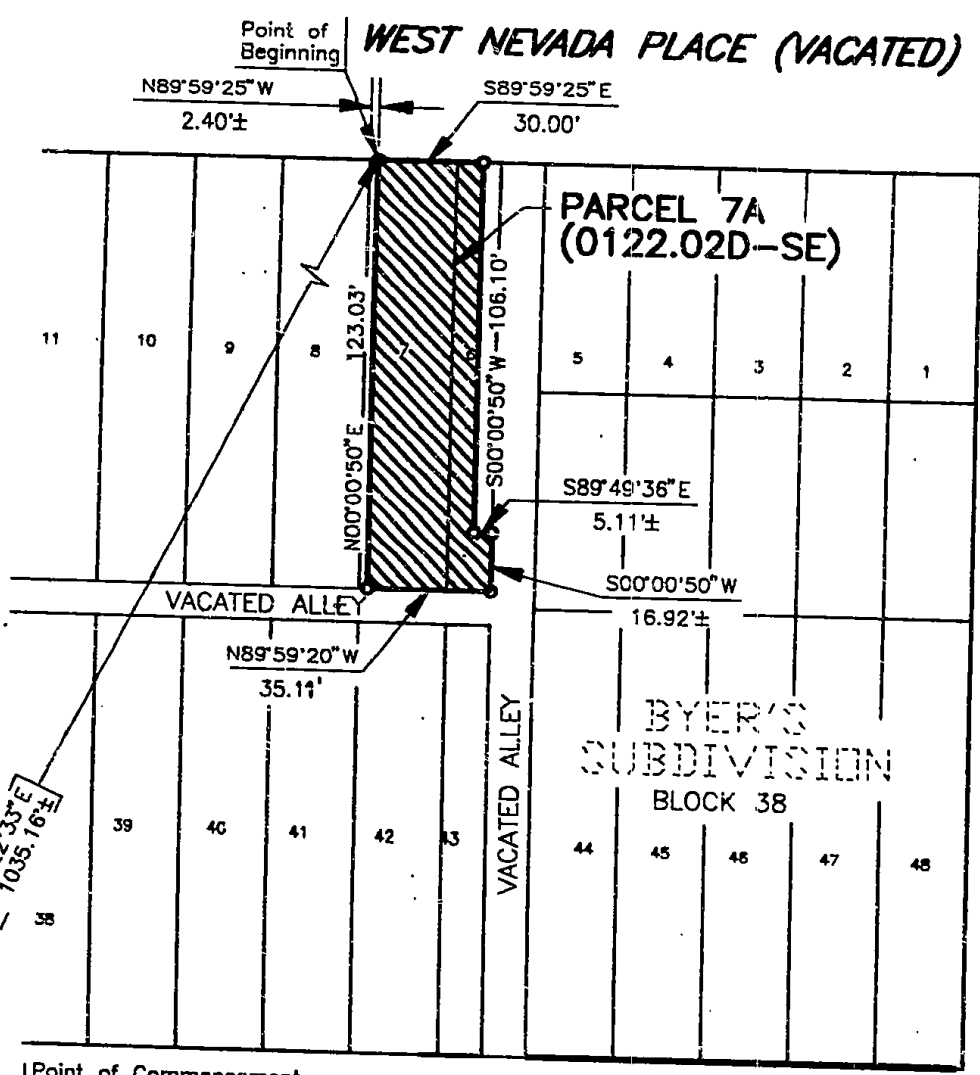 Point of
Beginning
WEST NEVADA PLACE (VACATED)
N89°59'25"W
2.40'±
S89°59'25"E
30.00'
PARCEL 7A
(0122.02D-SE)
N00°00'50"E 123.03'
S00°00'50"W-106.10'
11
10
9
8
7
6
5
4
3
2
1
S89°49'36"E
5.11'±
S00°00'50"W
16.92'±
VACATED ALLEY
N89°59'20"W
35.11'
VACATED ALLEY
BYER'S
SUBDIVISION
BLOCK 38
1035.16'±
38
39
40
41
42
43
44
45
46
47
48
Point of Commencement